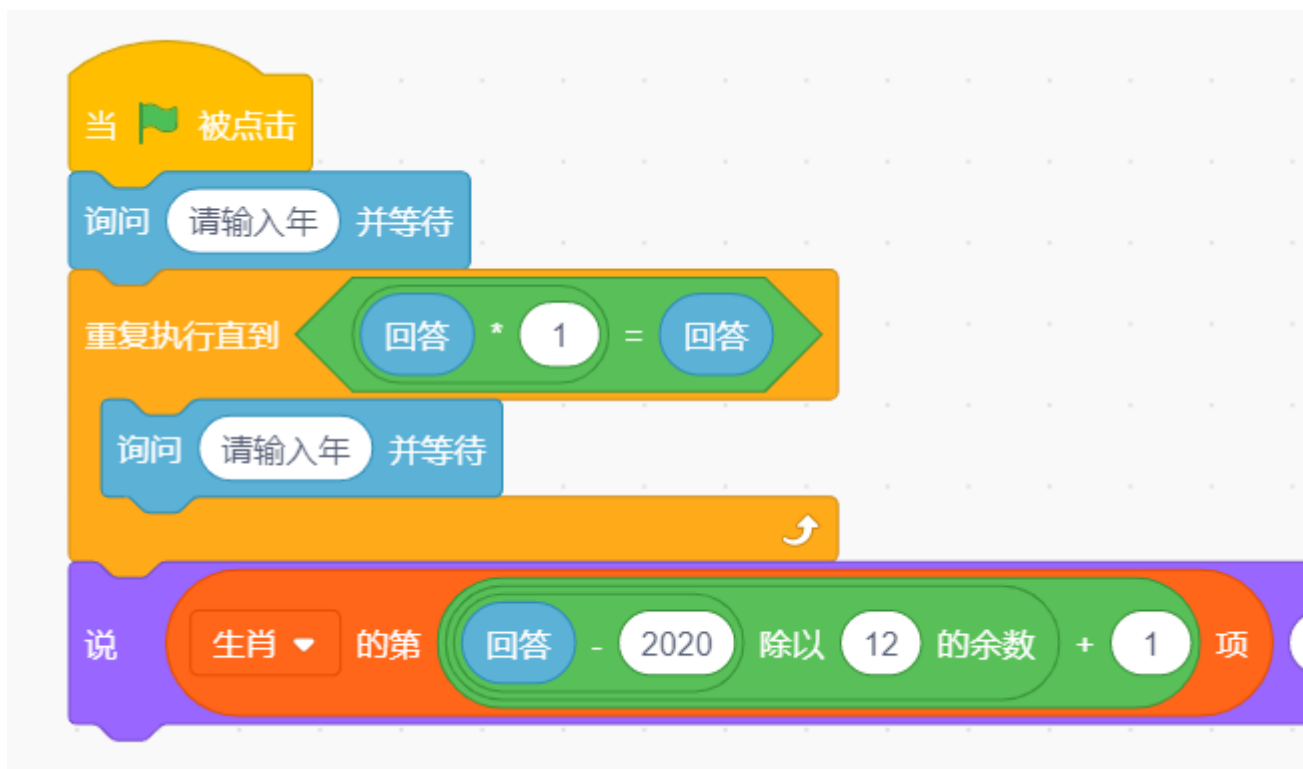 当 被点击
询问 请输入年 并等待
重复执行直到 回答 * 1 = 回答
询问 请输入年 并等待
说 生肖 的第 回答 - 2020 除以 12 的余数 + 1 项